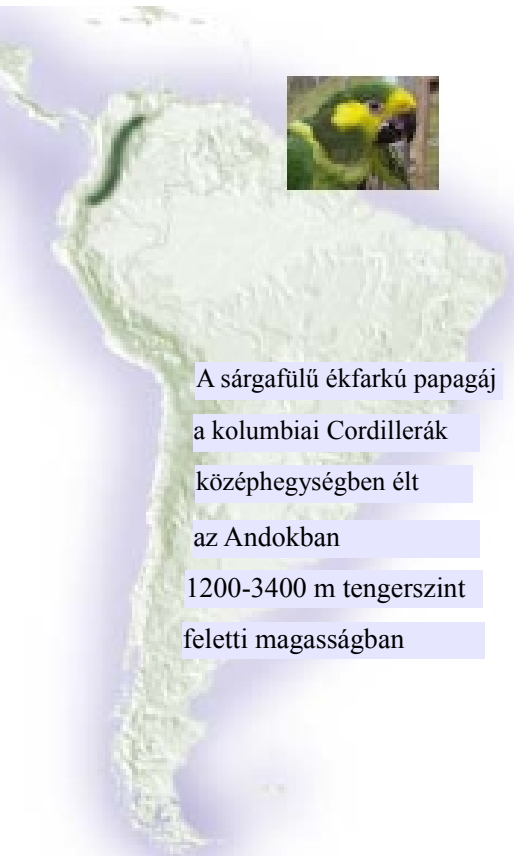 A sárgafülű ékfarkú papagáj
a kolumbiai Cordillerák
középhegységben élt
az Andokban
1200-3400 m tengerszint
feletti magasságban